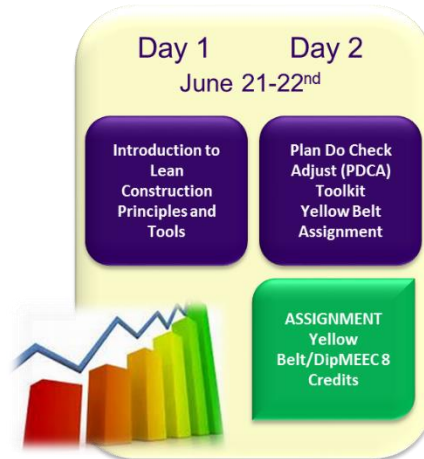 Day 1 Day 2
June 21-22nd
Introduction to
Lean
Construction
Principles and
Tools
Plan Do Check
Adjust (PDCA)
Toolkit
Yellow Belt
Assignment
ASSIGNMENT
Yellow
Belt/DipMEEC 8
Credits